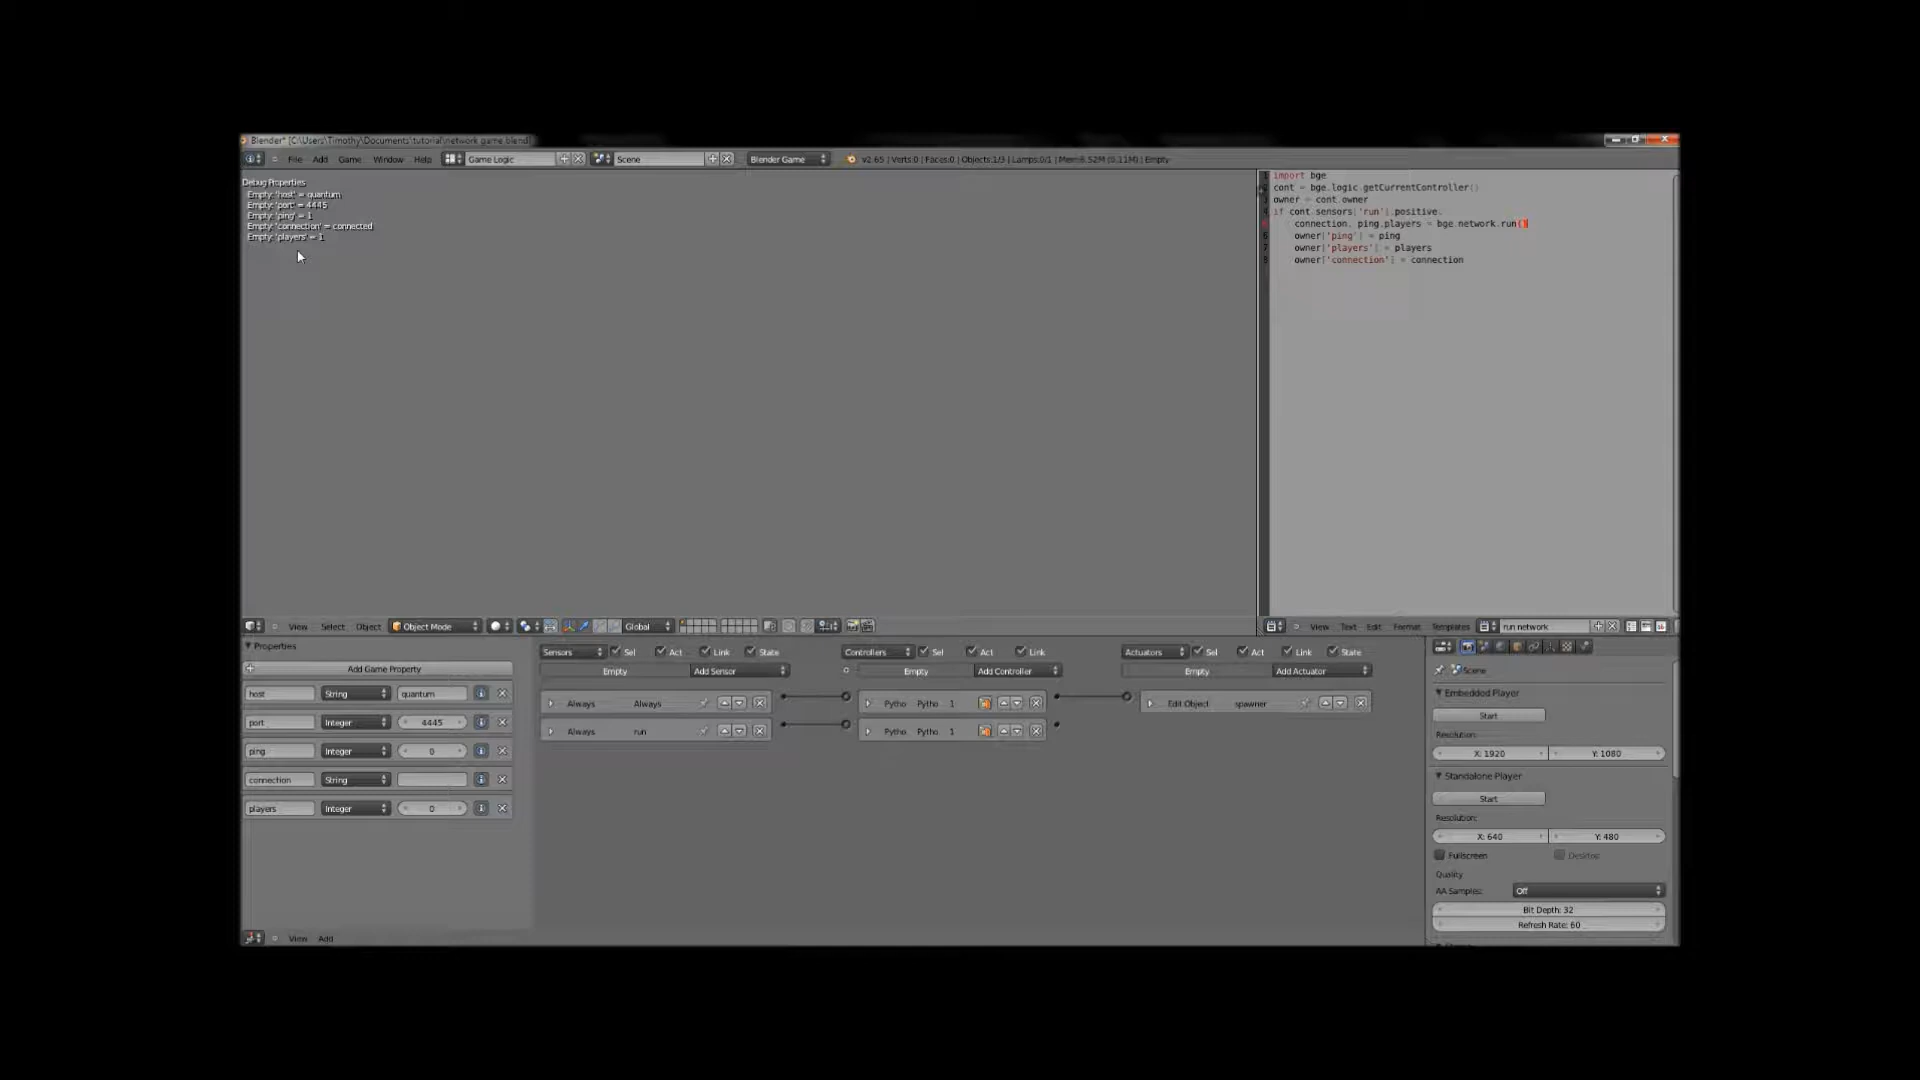 Blender* [C:\Users\Timothy\Documents\tutorial\network game.blend]
File Add Game Window Help Game Logic Scene Blender Game v2.65 | Verts:0 | Faces:0 | Objects:1/3 | Lamps:0/1 | Mem:8.52M (0.11M) | Empty
Debug Properties
Empty: 'host' = quantum
Empty: 'port' = 4445
Empty: 'ping' = 1
Empty: 'connection' = connected
Empty: 'players' = 1
1 import bge
cont = bge.logic.getCurrentController()
owner = cont.owner
if cont.sensors['run'].positive:
connection, ping,players = bge.network.run()
6 owner['ping'] = ping
7 owner['players'] = players
8 owner['connection'] = connection
View Select Object Object Mode Global
View Text Edit Format Templates run network
Properties
Add Game Property
host String quantum
port Integer 4445
ping Integer 0
connection String
players Integer 0
View Add
Sensors Sel Act Link State
Empty Add Sensor
Always Always
Always run
Controllers Sel Act Link
Empty Add Controller
Pytho Pytho 1
Pytho Pytho 1
Actuators Sel Act Link State
Empty Add Actuator
Edit Object spawner
Scene
Embedded Player
Start
Resolution:
X: 1920 Y: 1080
Standalone Player
Start
Resolution:
X: 640 Y: 480
Fullscreen Desktop
Quality
AA Samples: Off
Bit Depth: 32
Refresh Rate: 60